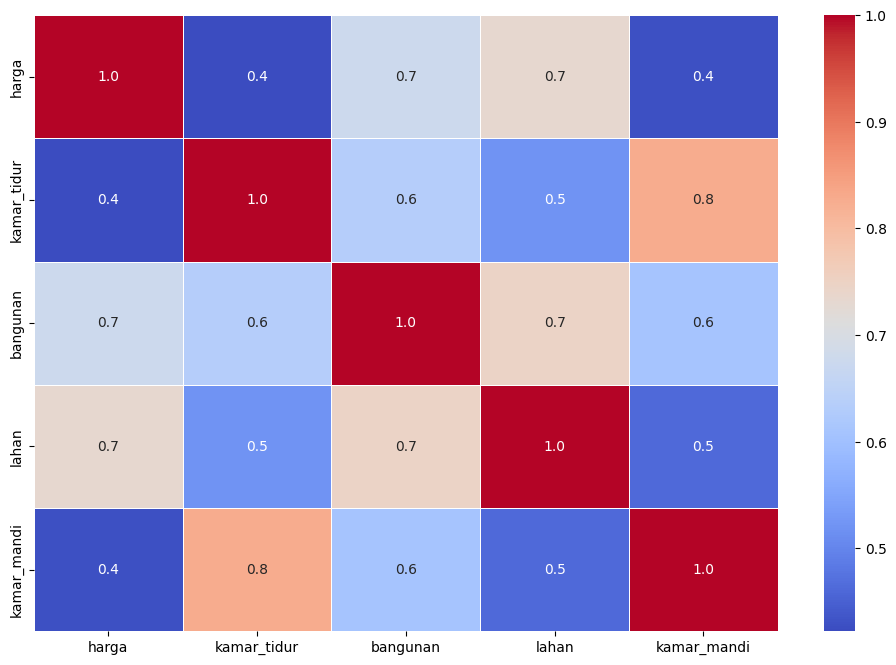 1.0
harga 1.0 0.4 0.7 0.7 0.4
0.9
kamar_tidur 0.4 1.0 0.6 0.5 0.8
0.8
bangunan 0.7 0.6 1.0 0.7 0.6
0.7
lahan 0.7 0.5 0.7 1.0 0.5
0.6
kamar_mandi 0.4 0.8 0.6 0.5 1.0
0.5
harga kamar_tidur bangunan lahan kamar_mandi